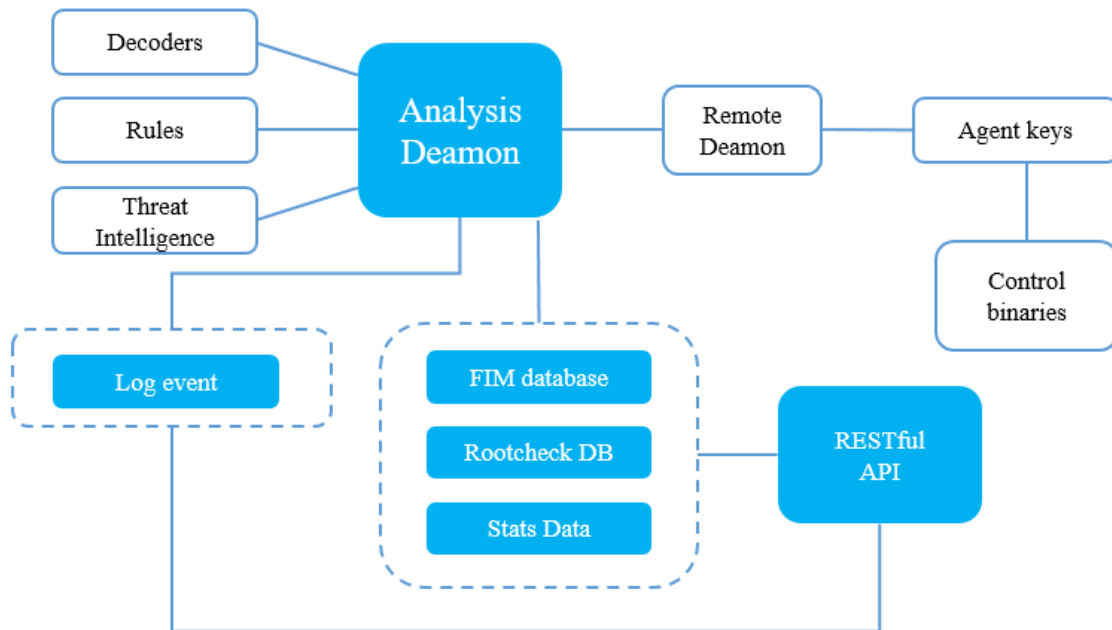 Decoders
Analysis
Deamon
Rules
Remote
Deamon
Agent keys
Threat
Intelligence
Control
binaries
Log event
FIM database
Rootcheck DB
Stats Data
RESTful
API